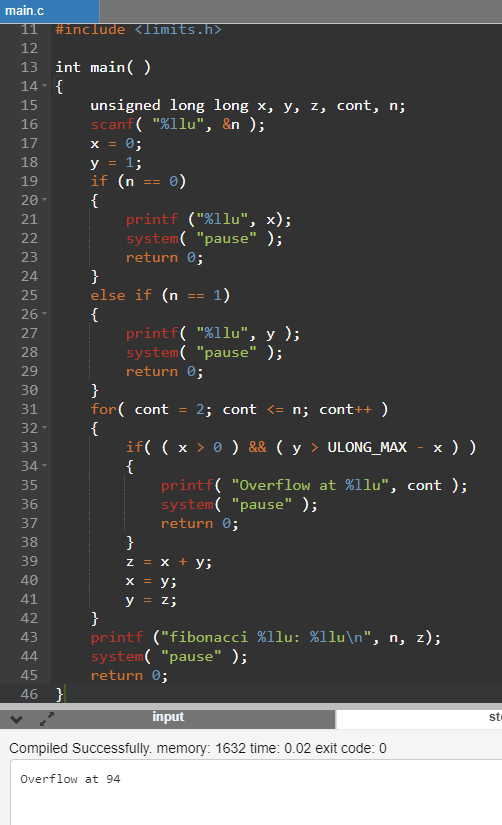 main.c
11 #include <limits.h>
12
13 int main( )
14 {
15 unsigned long long x, y, z, cont, n;
16 scanf( "%llu", &n );
17 x = 0;
18 y = 1;
19 if (n == 0)
20 {
21 printf ("%llu", x);
22 system( "pause" );
23 return 0;
24 }
25 else if (n == 1)
26 {
27 printf( "%llu", y );
28 system( "pause" );
29 return 0;
30 }
31 for( cont = 2; cont <= n; cont++ )
32 {
33 if( ( x > 0 ) && ( y > ULONG_MAX - x ) )
34 {
35 printf( "Overflow at %llu", cont );
36 system( "pause" );
37 return 0;
38 }
39 z = x + y;
40 x = y;
41 y = z;
42 }
43 printf ("fibonacci %llu: %llu\n", n, z);
44 system( "pause" );
45 return 0;
46 }
input st
Compiled Successfully. memory: 1632 time: 0.02 exit code: 0
Overflow at 94